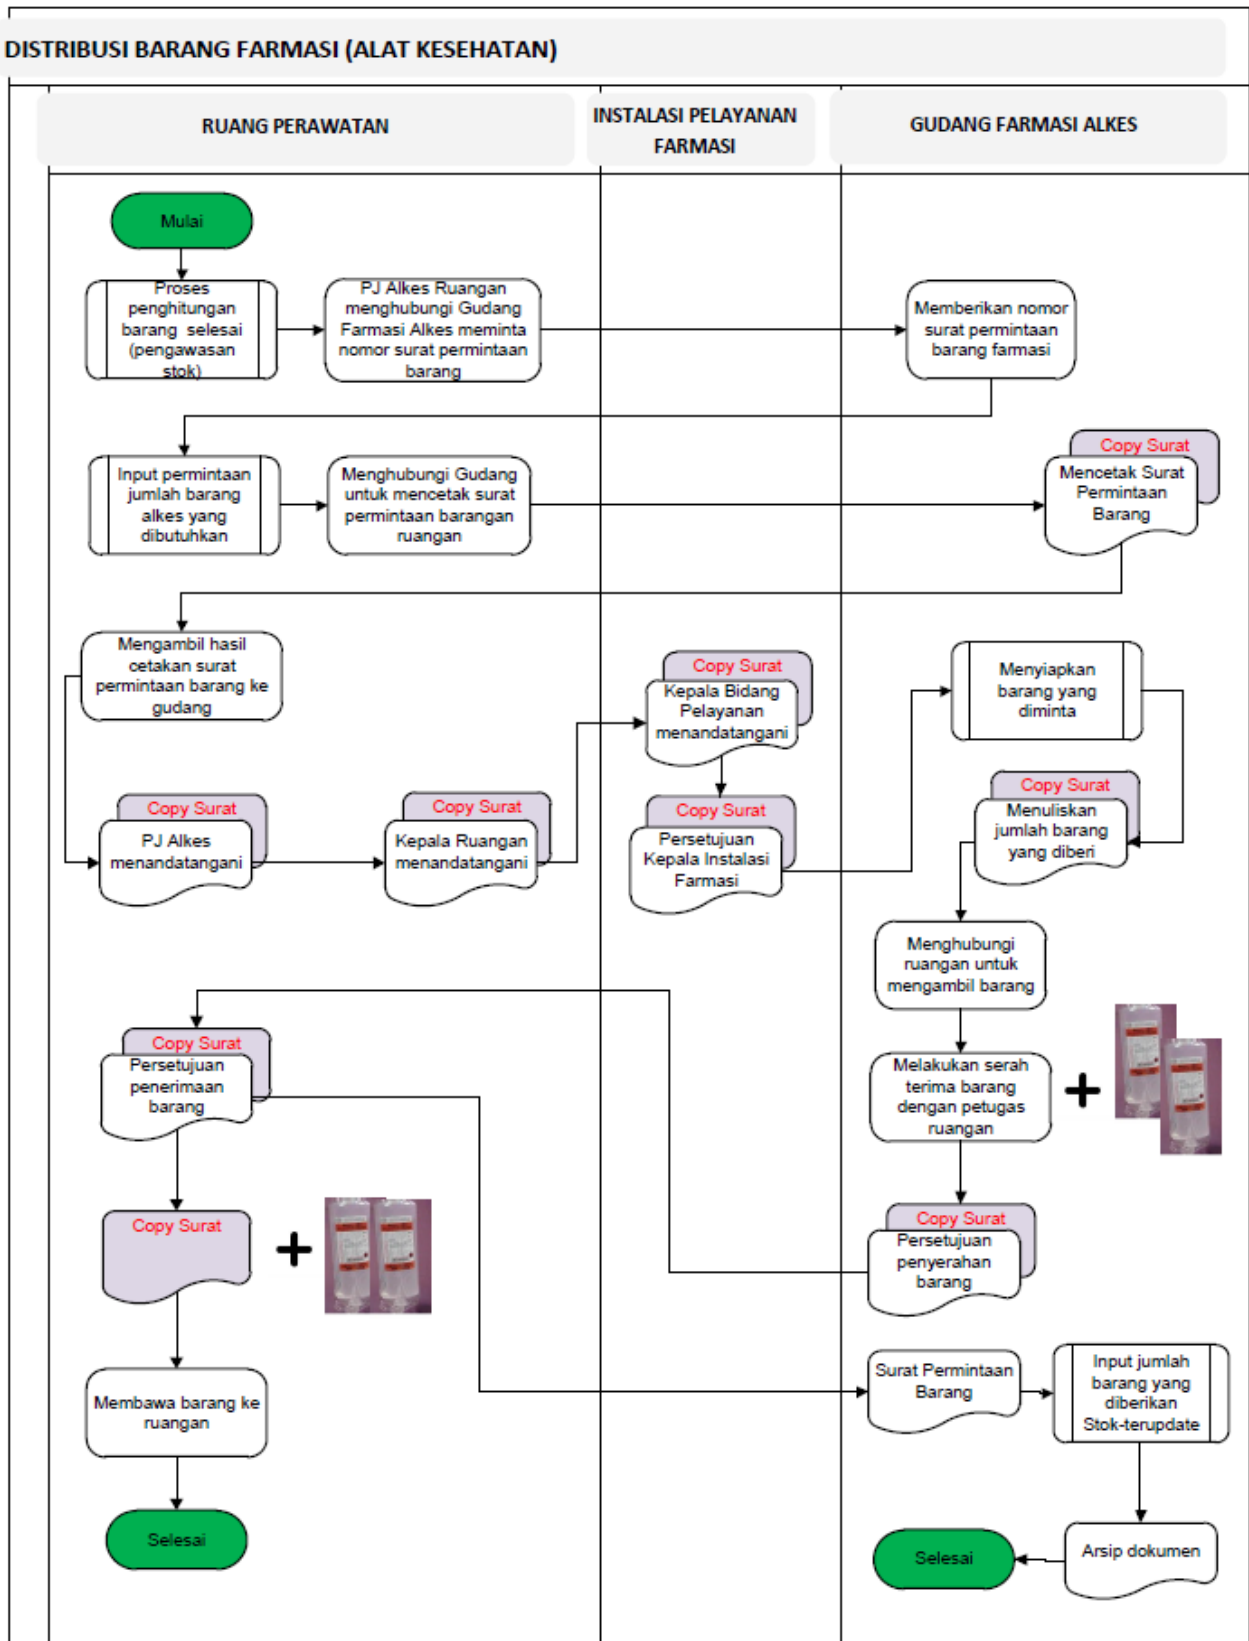 DISTRIBUSI BARANG FARMASI (ALAT KESEHATAN)
RUANG PERAWATAN
INSTALASI PELAYANAN
FARMASI
GUDANG FARMASI ALKES
Mulai
Proses
penghitungan
barang selesai
(pengawasan
stok)
PJ Alkes Ruangan
menghubungi Gudang
Farmasi Alkes meminta
nomor surat permintaan
barang
Memberikan nomor
surat permintaan
barang farmasi
Input permintaan
jumlah barang
alkes yang
dibutuhkan
Menghubungi Gudang
untuk mencetak surat
permintaan barangan
ruangan
Copy Surat
Mencetak Surat
Permintaan
Barang
Mengambil hasil
cetakan surat
permintaan barang ke
gudang
Copy Surat
PJ Alkes
menandatangani
Copy Surat
Kepala Ruangan
menandatangani
Copy Surat
Kepala Bidang
Pelayanan
menandatangani
Copy Surat
Persetujuan
Kepala Instalasi
Farmasi
Menyiapkan
barang yang
diminta
Copy Surat
Menuliskan
jumlah barang
yang diberi
Menghubungi
ruangan untuk
mengambil barang
Melakukan serah
terima barang
dengan petugas
ruangan
+
Copy Surat
Persetujuan
penyerahan
barang
Copy Surat
Persetujuan
penerimaan
barang
Copy Surat
+
Membawa barang ke
ruangan
Selesai
Surat Permintaan
Barang
Input jumlah
barang yang
diberikan
Stok-terupdate
Arsip dokumen
Selesai